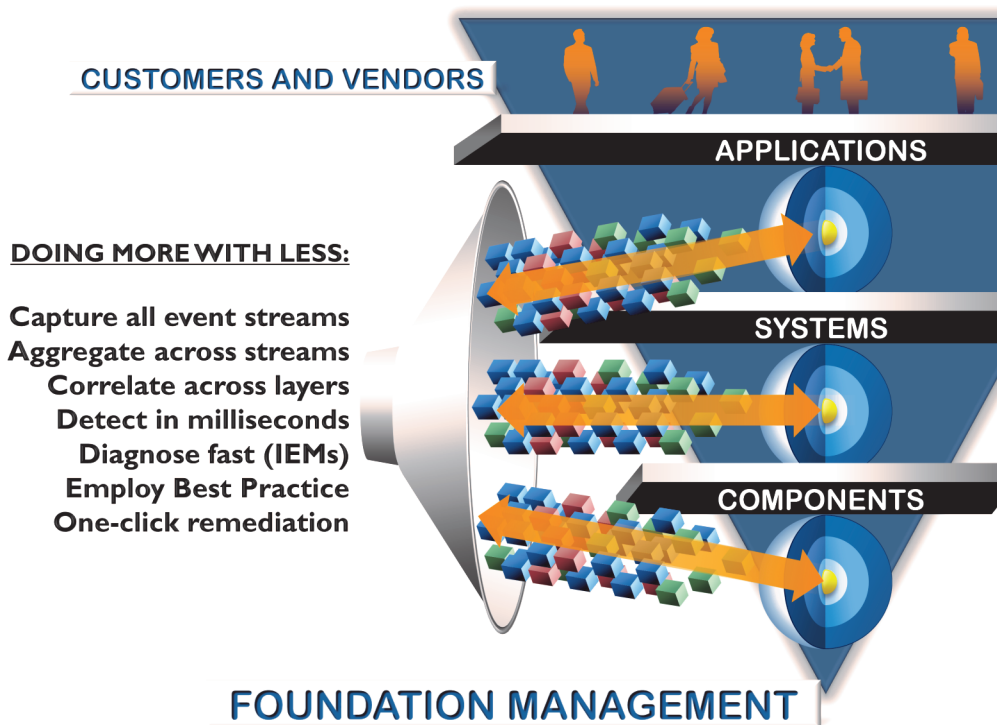 CUSTOMERS AND VENDORS
APPLICATIONS
DOING MORE WITH LESS:
Capture all event streams
Aggregate across streams
Correlate across layers
Detect in milliseconds
Diagnose fast (IEMs)
Employ Best Practice
One-click remediation
SYSTEMS
COMPONENTS
FOUNDATION MANAGEMENT